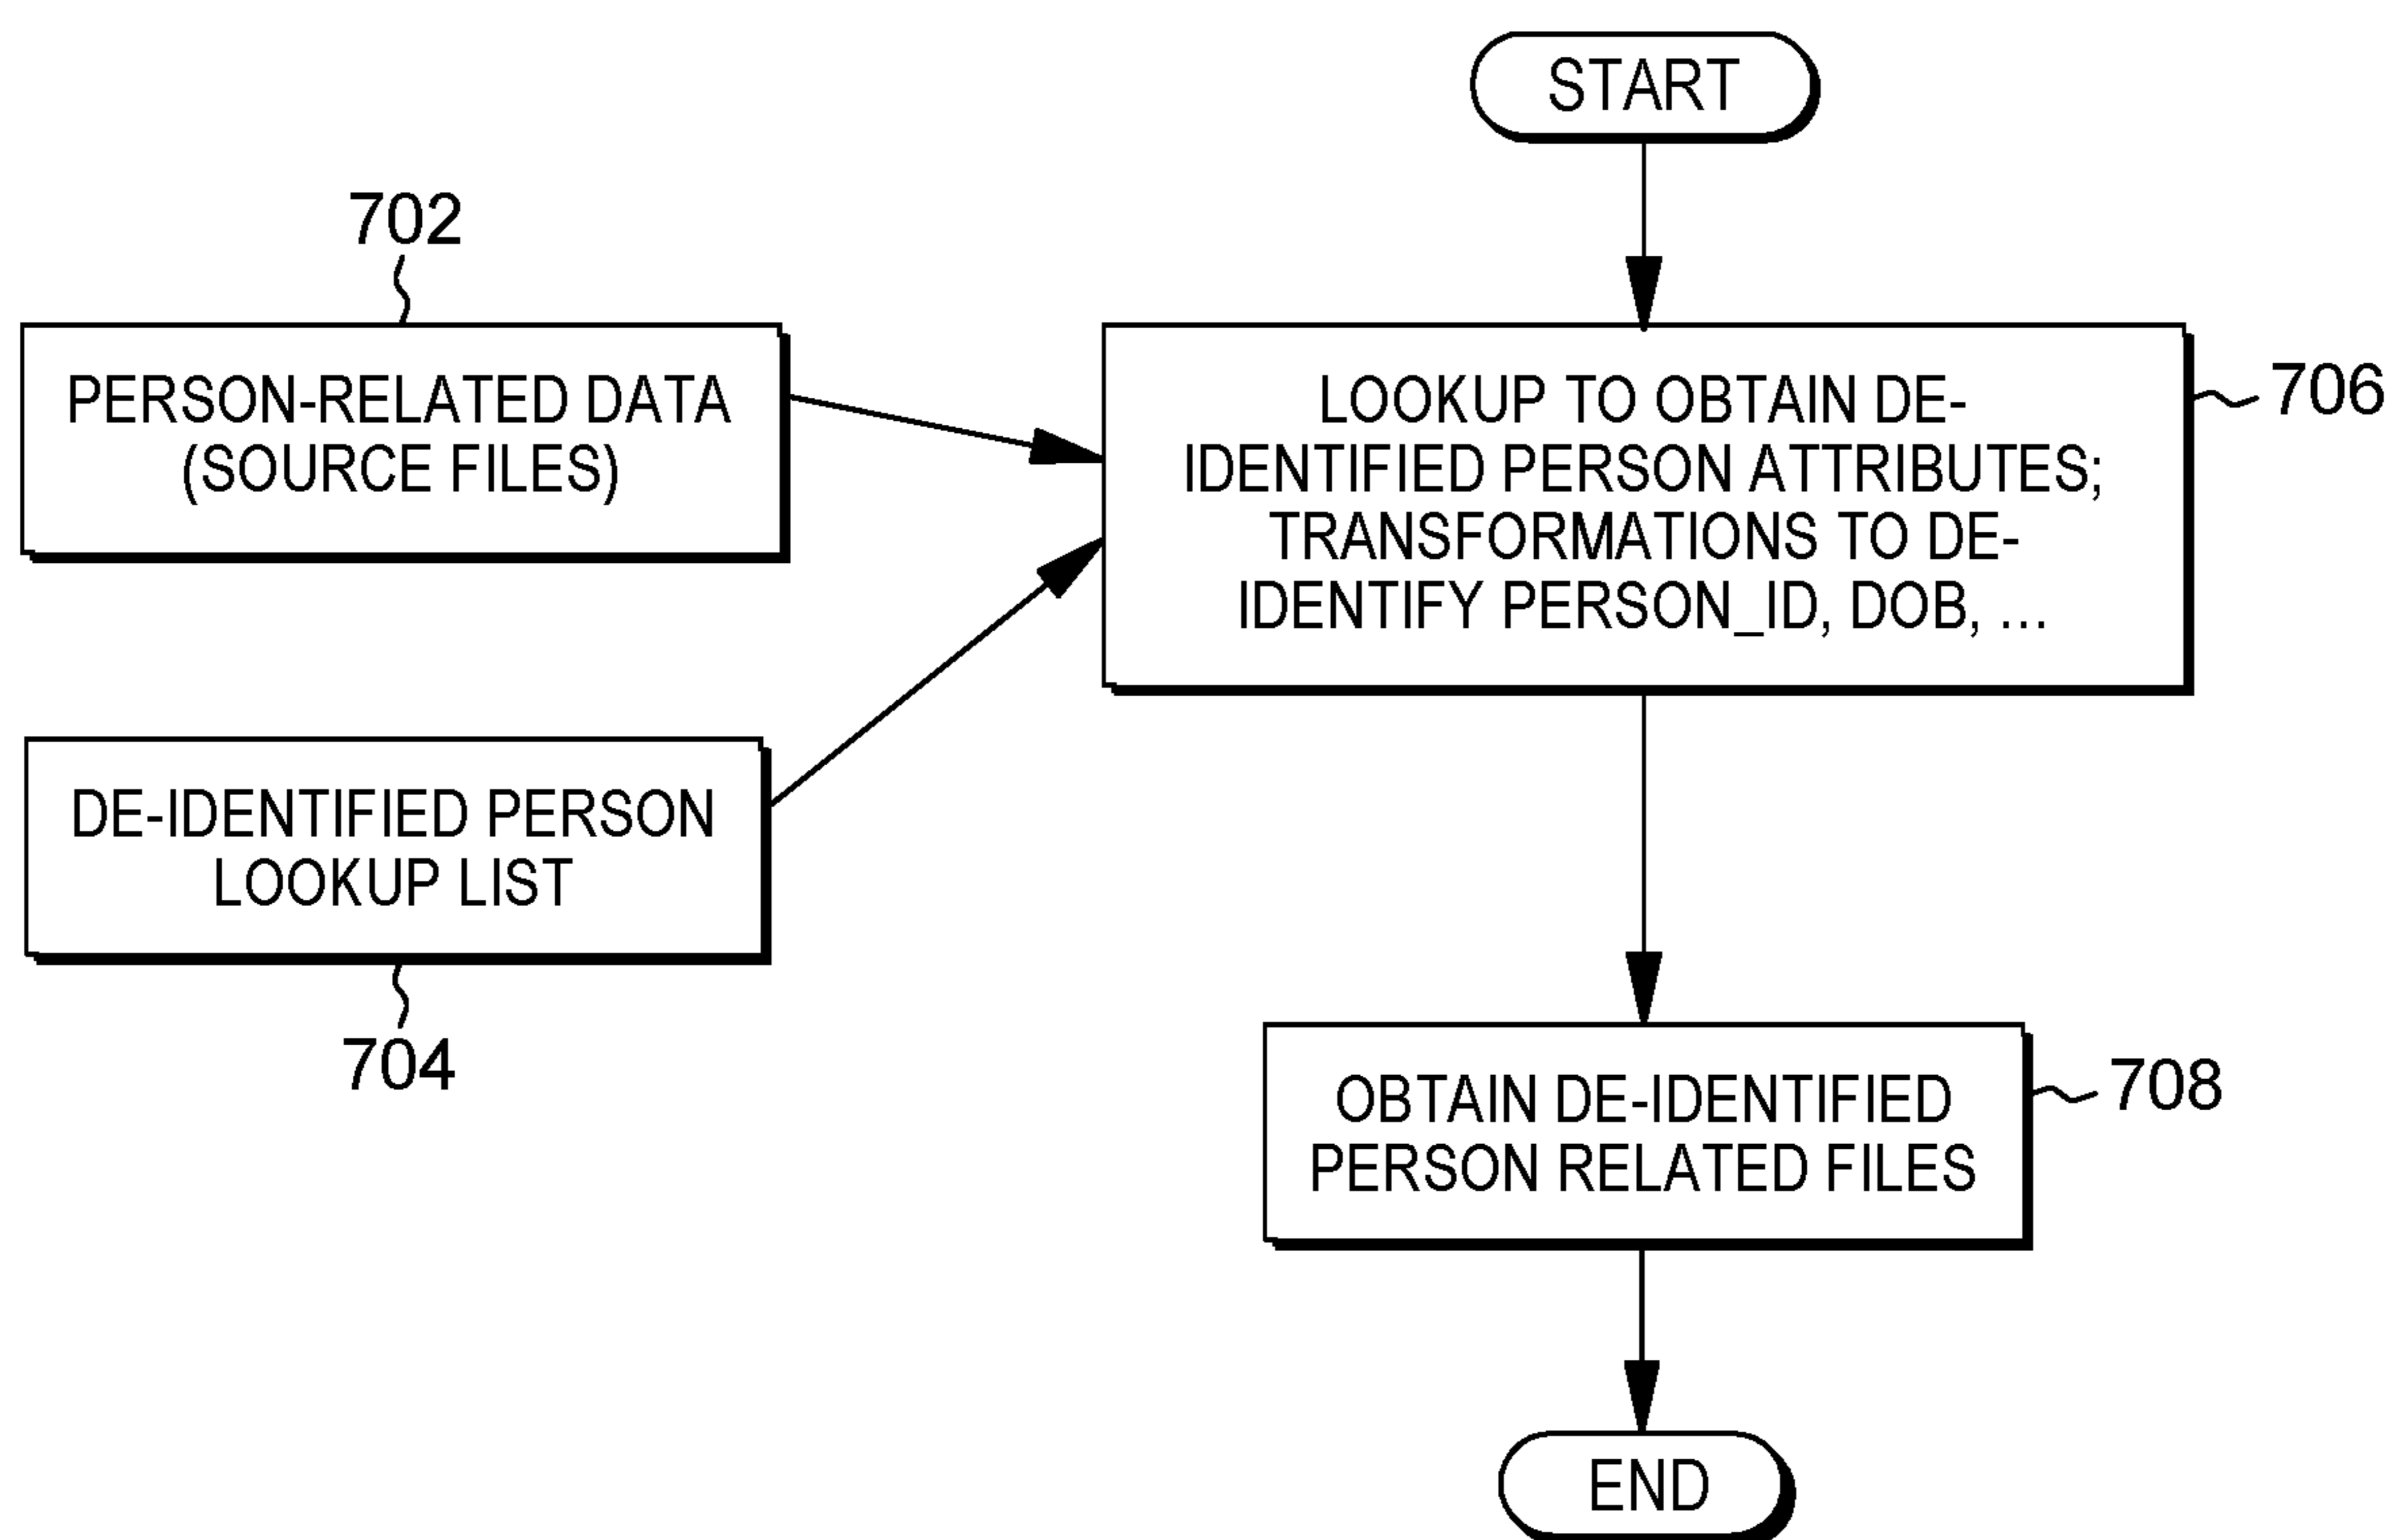 START
702
PERSON-RELATED DATA
(SOURCE FILES)
LOOKUP TO OBTAIN DE-
IDENTIFIED PERSON ATTRIBUTES;
TRANSFORMATIONS TO DE-
IDENTIFY PERSON_ID, DOB, ...
706
DE-IDENTIFIED PERSON
LOOKUP LIST
704
OBTAIN DE-IDENTIFIED
PERSON RELATED FILES
708
END